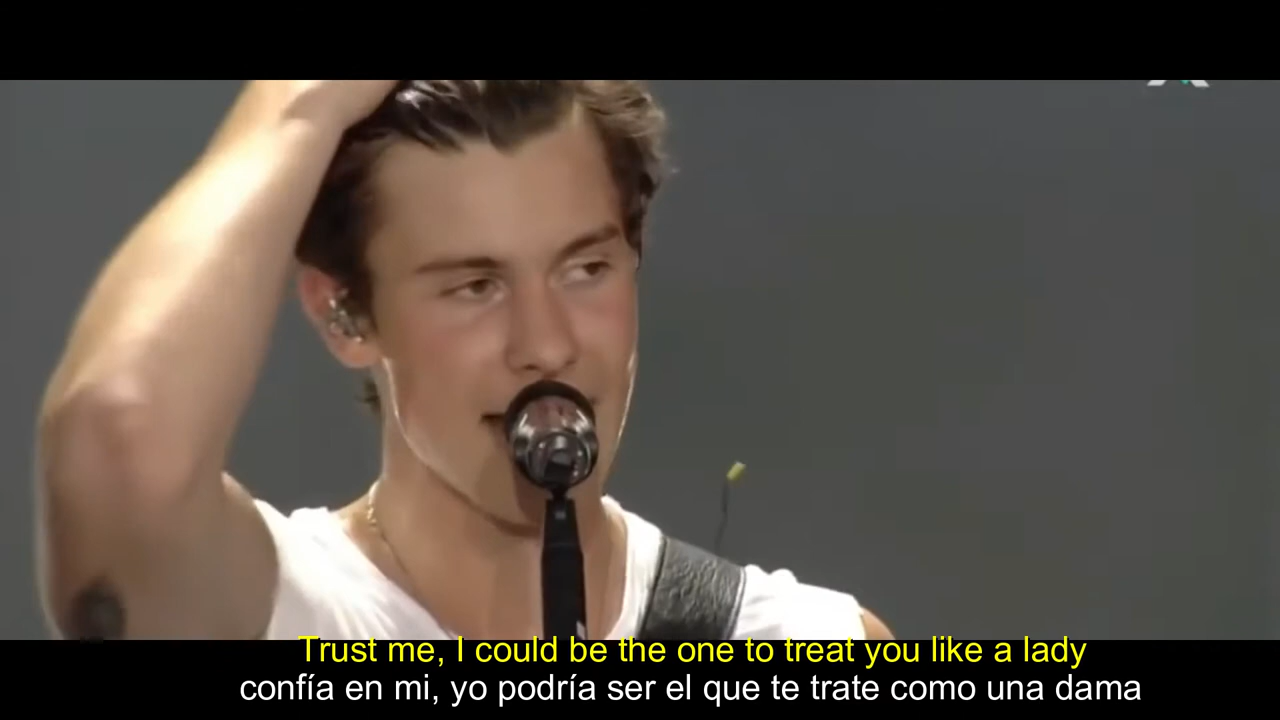 Trust me, I could be the one to treat you like a lady
confía en mi, yo podría ser el que te trate como una dama